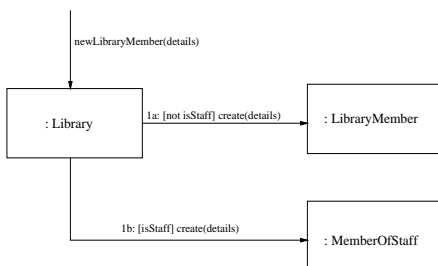 newLibraryMember(details)
: Library
1a: [not isStaff] create(details)
: LibraryMember
1b: [isStaff] create(details)
: MemberOfStaff